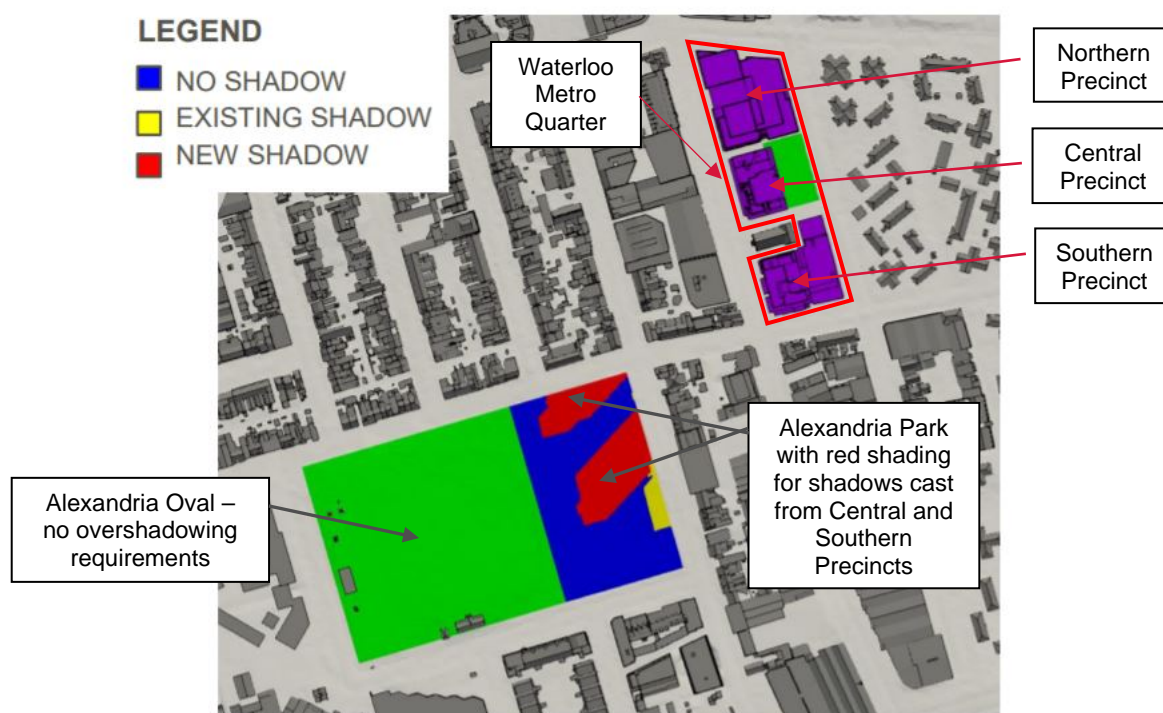 LEGEND
NO SHADOW
EXISTING SHADOW
NEW SHADOW
Waterloo
Metro
Quarter
Northern
Precinct
Central
Precinct
Southern
Precinct
Alexandria Park
with red shading
for shadows cast
from Central and
Southern
Precincts
Alexandria Oval –
no overshadowing
requirements